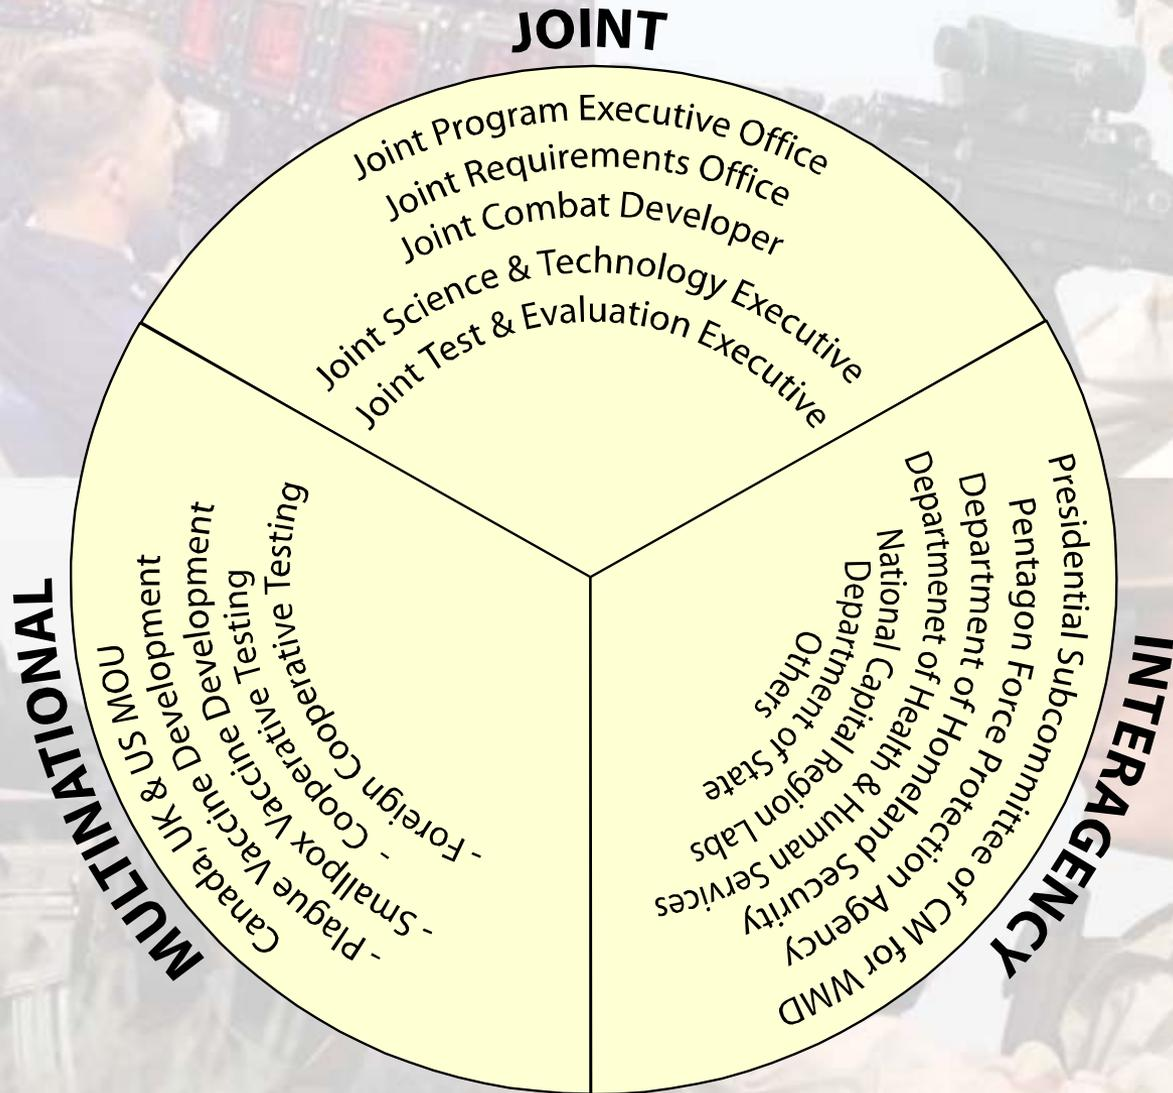 JOINT
Joint Program Executive Office
Joint Requirements Office
Joint Combat Developer
Joint Science & Technology Executive
Joint Test & Evaluation Executive
INTERAGENCY
Presidential Subcommittee of CM for WMD
Pentagon Force Protection Agency
Department of Homeland Security
Departmenet of Health & Human Services
National Capital Region Labs
Department of State
Others
MULTINATIONAL
Canada, UK & US MOU
- Plague Vaccine Development
- Smallpox Vaccine Development
- Cooperative Testing
- Foreign Cooperative Testing